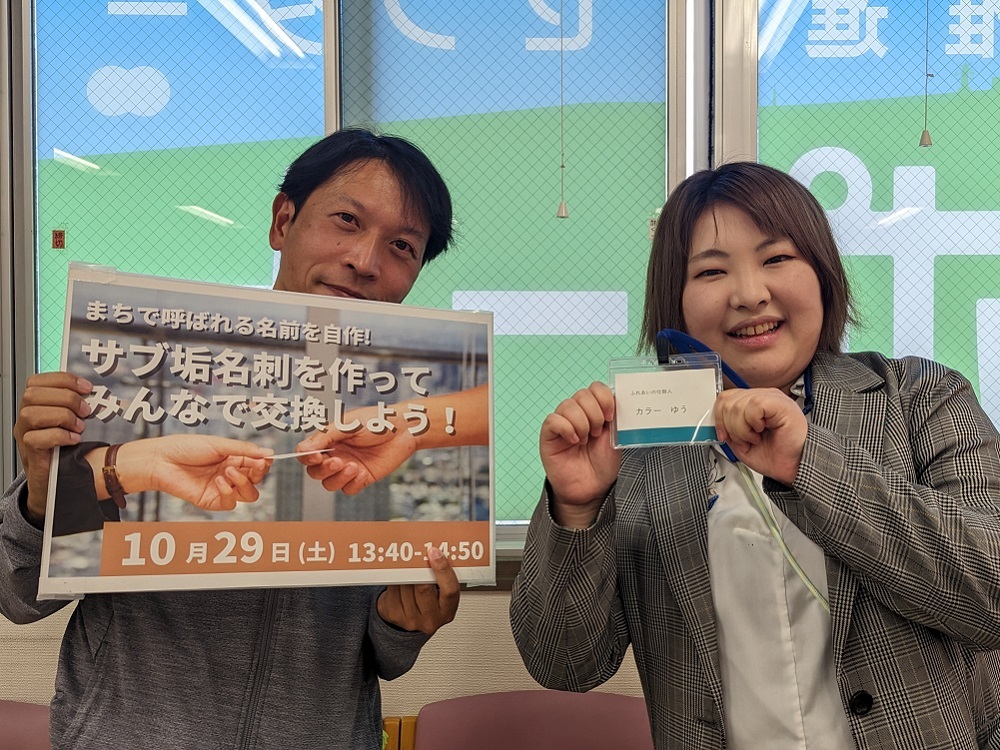 まちで呼ばれる名前を自作!
サブ垢名刺を作って
みんなで交換しよう！
10月29日(土) 13:40-14:50
ふれあいの仕掛人
カラー ゆう